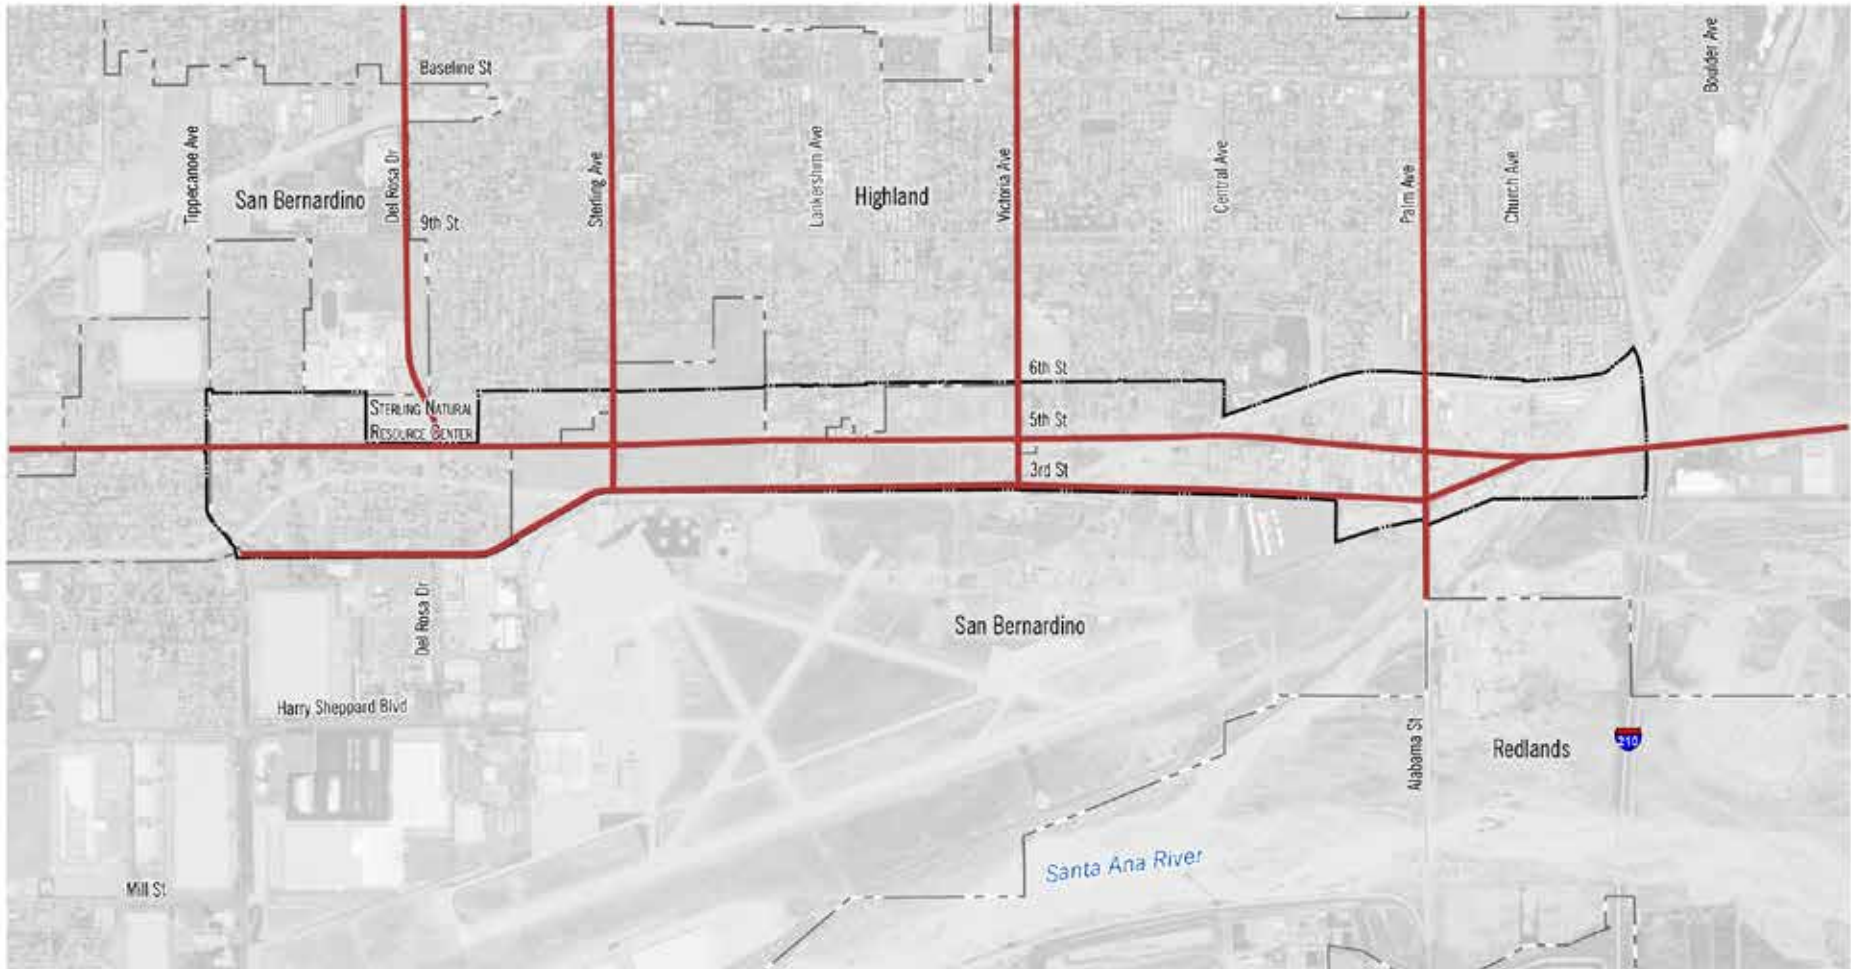 Boulder Ave
Baseline St
Tippecanoe Ave
Del Rosa Dr
Sterling Ave
Lankershim Ave
Victoria Ave
Central Ave
Palm Ave
Church Ave
San Bernardino
Highland
9th St
6th St
Sterling Natural
Resource Center
5th St
3rd St
Del Rosa Dr
San Bernardino
Harry Sheppard Blvd
Alabama St
Redlands
210
Santa Ana River
Mill St